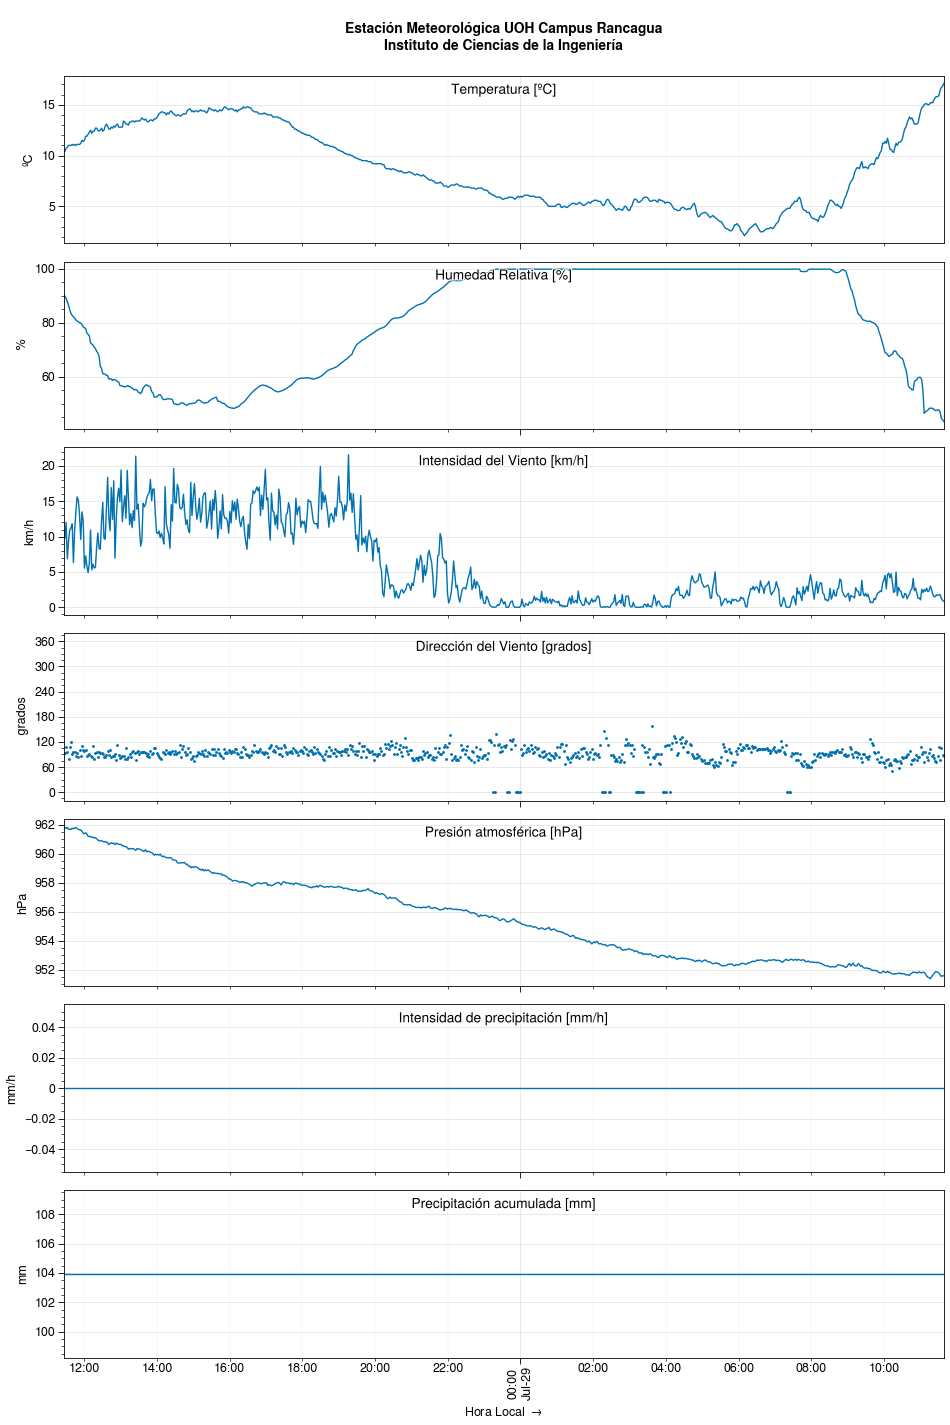 Estación Meteorológica UOH Campus Rancagua
Instituto de Ciencias de la Ingeniería
Temperatura [ºC]
15
10
5
ºC
Humedad Relativa [%]
100
80
60
%
Intensidad del Viento [km/h]
20
15
10
5
0
km/h
Dirección del Viento [grados]
360
300
240
180
120
60
0
grados
Presión atmosférica [hPa]
962
960
958
956
954
952
hPa
Intensidad de precipitación [mm/h]
0.04
0.02
0
−0.02
−0.04
mm/h
Precipitación acumulada [mm]
108
106
104
102
100
mm
12:00 14:00 16:00 18:00 20:00 22:00 00:00 02:00 04:00 06:00 08:00 10:00
Jul-29
Hora Local →